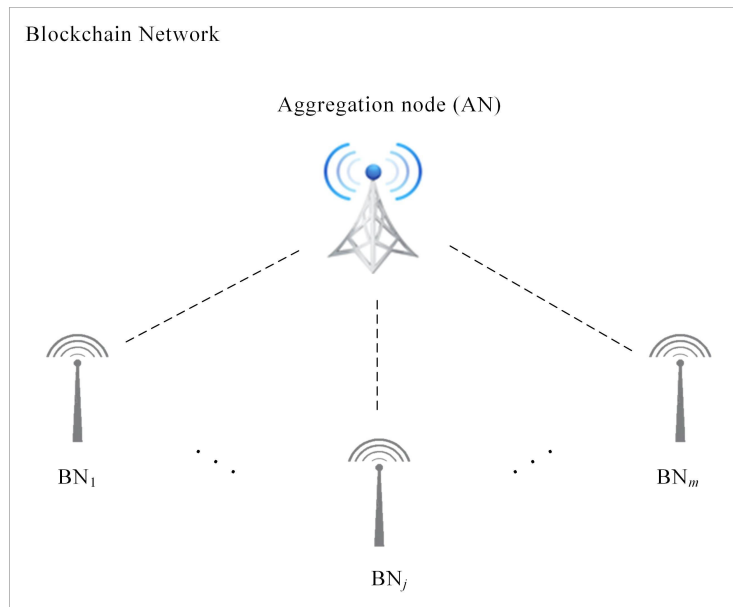 Blockchain Network
Aggregation node (AN)
BN₁
BNₘ
BNⱼ